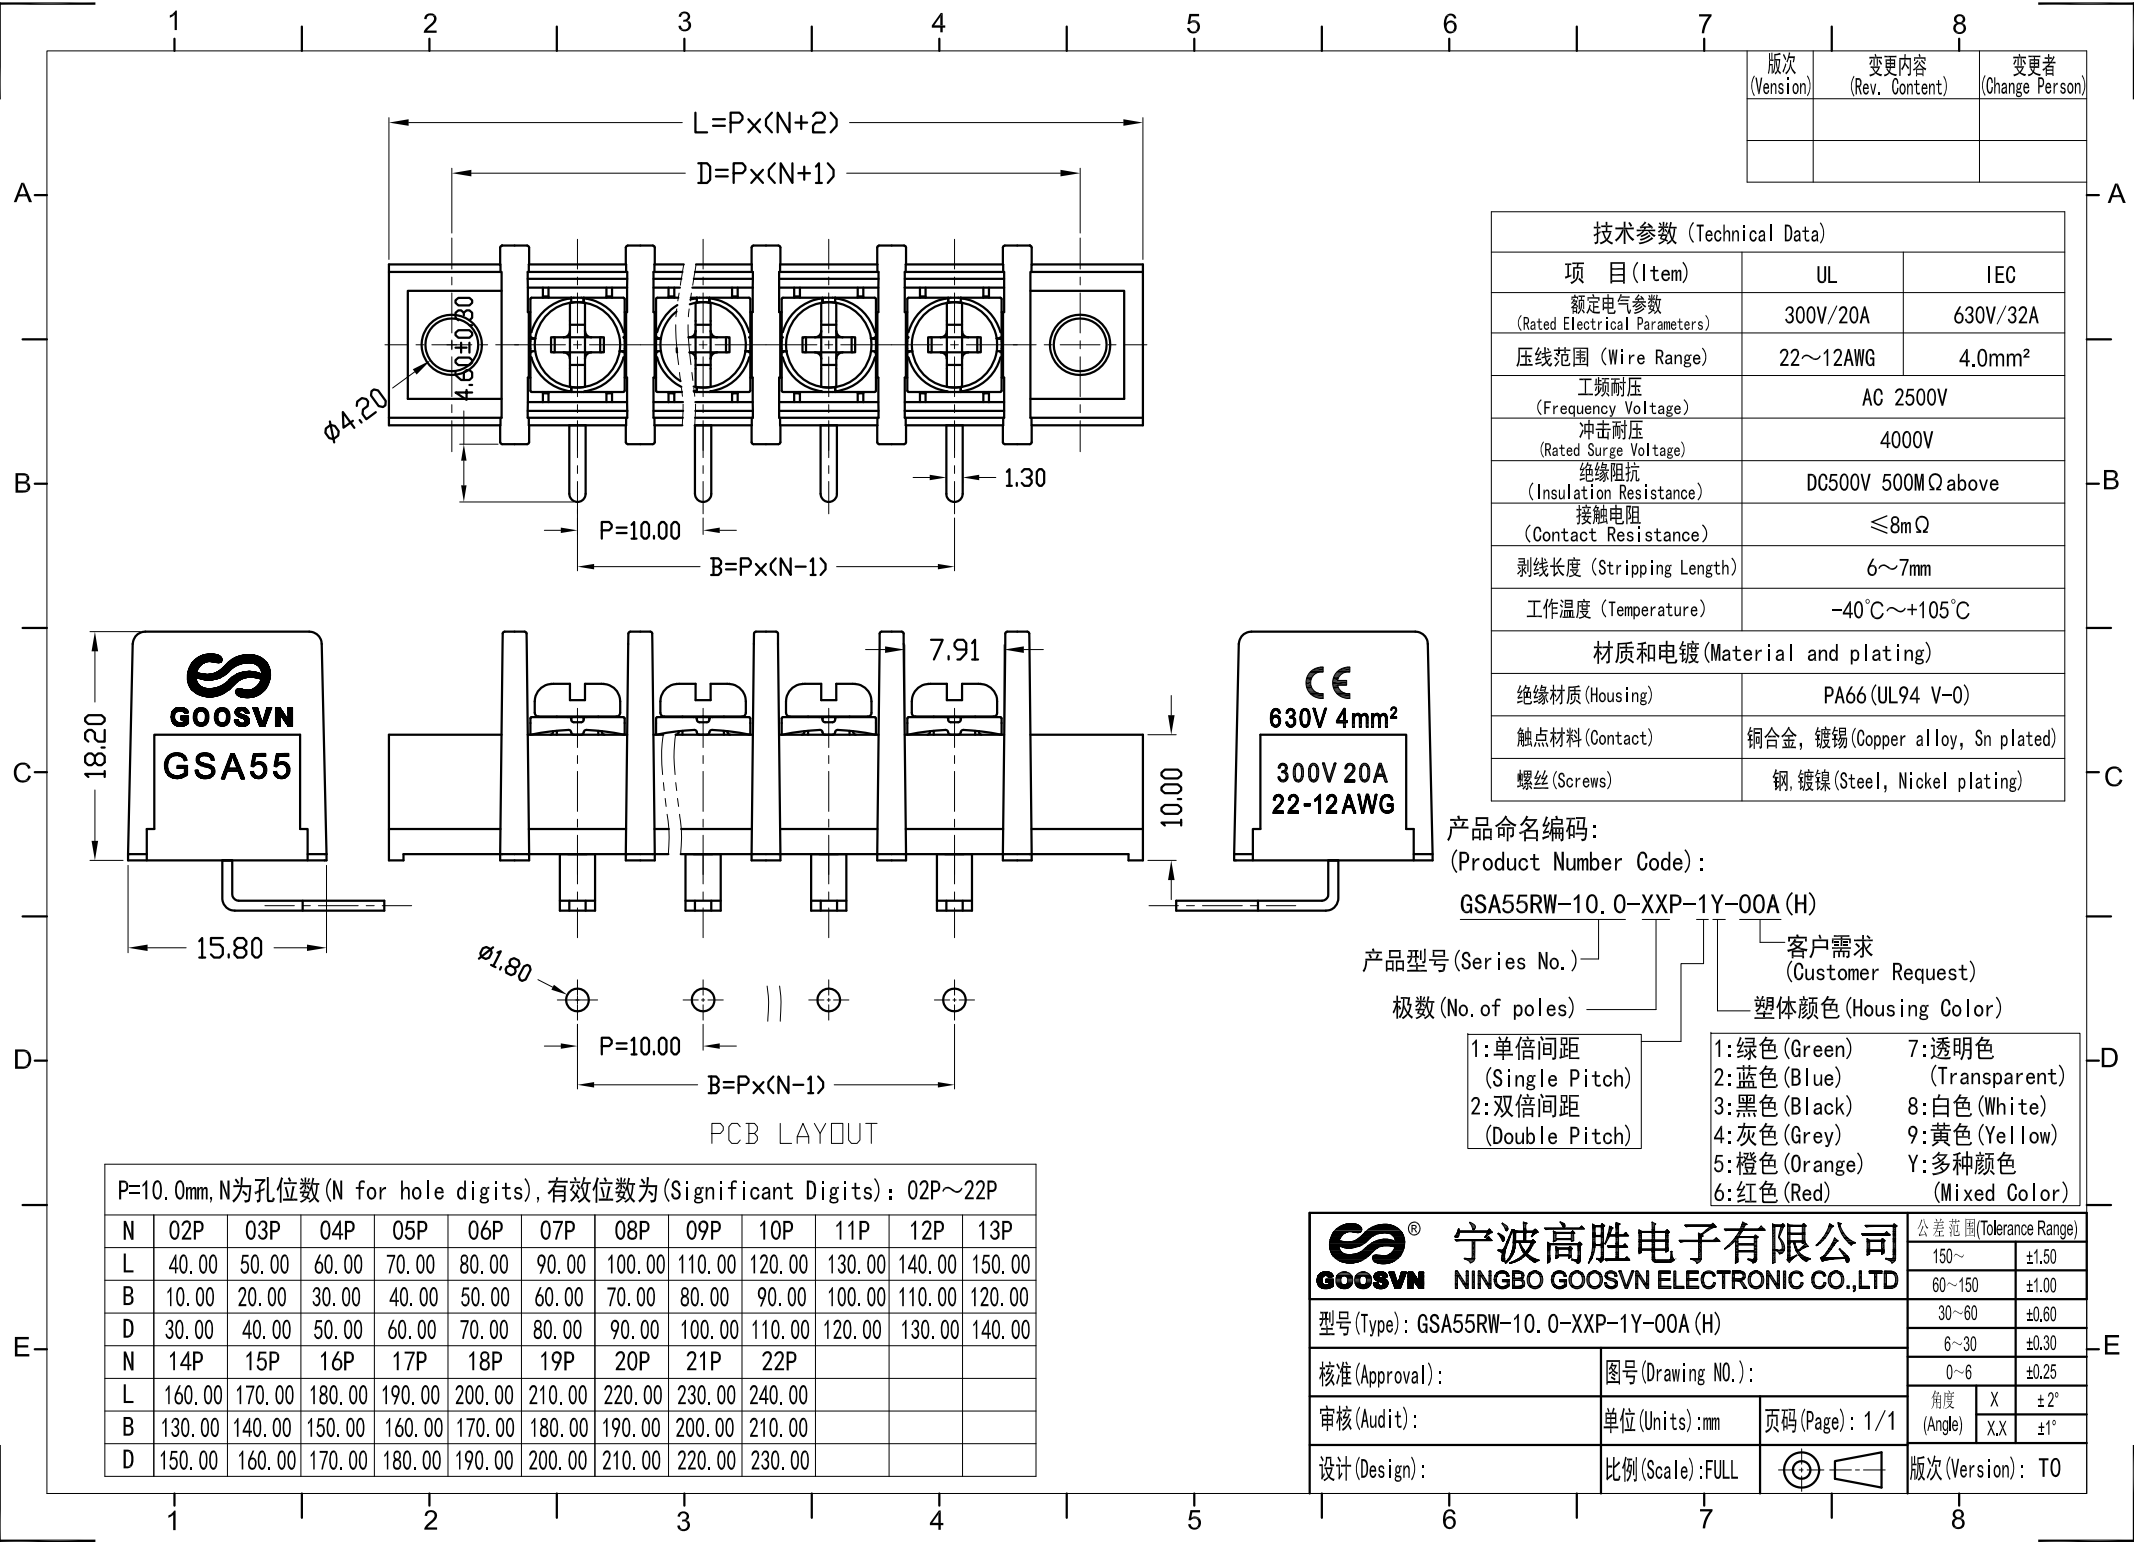 1 2 3 4 5 6 7 8
版次 变更内容 变更者
(Vension) (Rev. Content) (Change Person)
L=Px(N+2)
D=Px(N+1)
A A
4.60±0.30
Ø4.20
1.30
P=10.00
B=Px(N-1)
B B
技术参数 (Technical Data)
项 目(Item) UL IEC
额定电气参数
(Rated Electrical Parameters) 300V/20A 630V/32A
压线范围 (Wire Range) 22~12AWG 4.0mm²
工频耐压
(Frequency Voltage) AC 2500V
冲击耐压
(Rated Surge Voltage) 4000V
绝缘阻抗
(Insulation Resistance) DC500V 500MΩabove
接触电阻
(Contact Resistance) ≤8mΩ
剥线长度 (Stripping Length) 6~7mm
工作温度 (Temperature) -40℃~+105℃
材质和电镀(Material and plating)
绝缘材质(Housing) PA66(UL94 V-0)
触点材料(Contact) 铜合金, 镀锡(Copper alloy, Sn plated)
螺丝(Screws) 钢,镀镍(Steel, Nickel plating)
GOOSVN
GSA55
18.20
15.80
7.91
10.00
CE
630V 4mm²
300V 20A
22-12AWG
C C
产品命名编码:
(Product Number Code):
GSA55RW-10.0-XXP-1Y-00A(H)
产品型号(Series No.)
客户需求
(Customer Request)
极数(No.of poles)
塑体颜色(Housing Color)
1:单倍间距
(Single Pitch)
2:双倍间距
(Double Pitch)
1:绿色(Green) 7:透明色
2:蓝色(Blue) (Transparent)
3:黑色(Black) 8:白色(White)
4:灰色(Grey) 9:黄色(Yellow)
5:橙色(Orange) Y:多种颜色
6:红色(Red) (Mixed Color)
Ø1.80
P=10.00
B=Px(N-1)
PCB LAYOUT
D D
P=10.0mm,N为孔位数(N for hole digits),有效位数为(Significant Digits): 02P~22P
N 02P 03P 04P 05P 06P 07P 08P 09P 10P 11P 12P 13P
L 40.00 50.00 60.00 70.00 80.00 90.00 100.00 110.00 120.00 130.00 140.00 150.00
B 10.00 20.00 30.00 40.00 50.00 60.00 70.00 80.00 90.00 100.00 110.00 120.00
D 30.00 40.00 50.00 60.00 70.00 80.00 90.00 100.00 110.00 120.00 130.00 140.00
N 14P 15P 16P 17P 18P 19P 20P 21P 22P
L 160.00 170.00 180.00 190.00 200.00 210.00 220.00 230.00 240.00
B 130.00 140.00 150.00 160.00 170.00 180.00 190.00 200.00 210.00
D 150.00 160.00 170.00 180.00 190.00 200.00 210.00 220.00 230.00
E E
® 宁波高胜电子有限公司
GOOSVN NINGBO GOOSVN ELECTRONIC CO.,LTD
型号(Type): GSA55RW-10.0-XXP-1Y-00A(H)
核准(Approval): 图号(Drawing NO.):
审核(Audit): 单位(Units):mm 页码(Page): 1/1
设计(Design): 比例(Scale):FULL
公差范围(Tolerance Range)
150~ ±1.50
60~150 ±1.00
30~60 ±0.60
6~30 ±0.30
0~6 ±0.25
角度 X ±2°
(Angle) X.X ±1°
版次(Version): T0
1 2 3 4 5 6 7 8